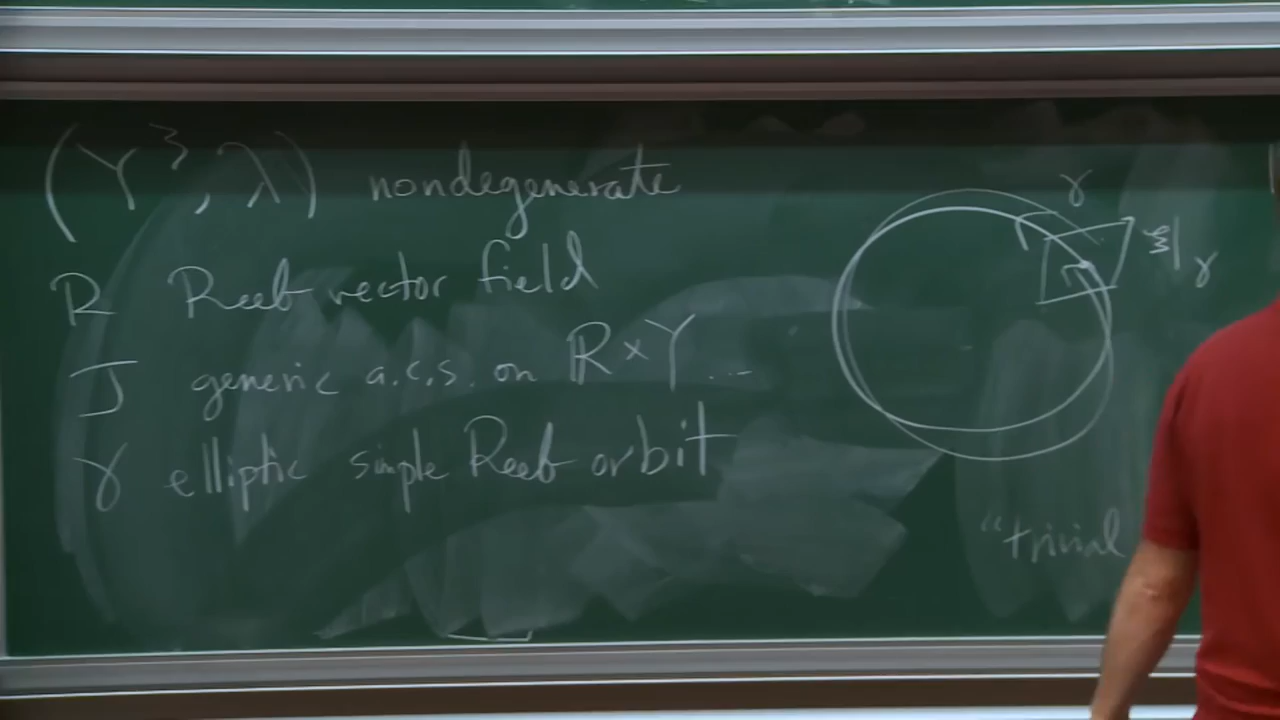 (Y³, λ) nondegenerate
R Reeb vector field
J generic a.c.s. on ℝ×Y ...
γ elliptic simple Reeb orbit
γ
ξ|γ
"trivial